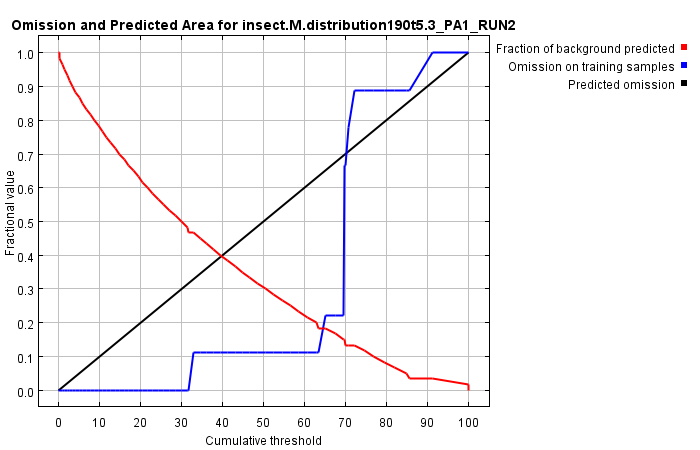 Omission and Predicted Area for insect.M.distribution190t5.3_PA1_RUN2
Fraction of background predicted
Omission on training samples
Predicted omission
Fractional value
1.0
0.9
0.8
0.7
0.6
0.5
0.4
0.3
0.2
0.1
0.0
0 10 20 30 40 50 60 70 80 90 100
Cumulative threshold